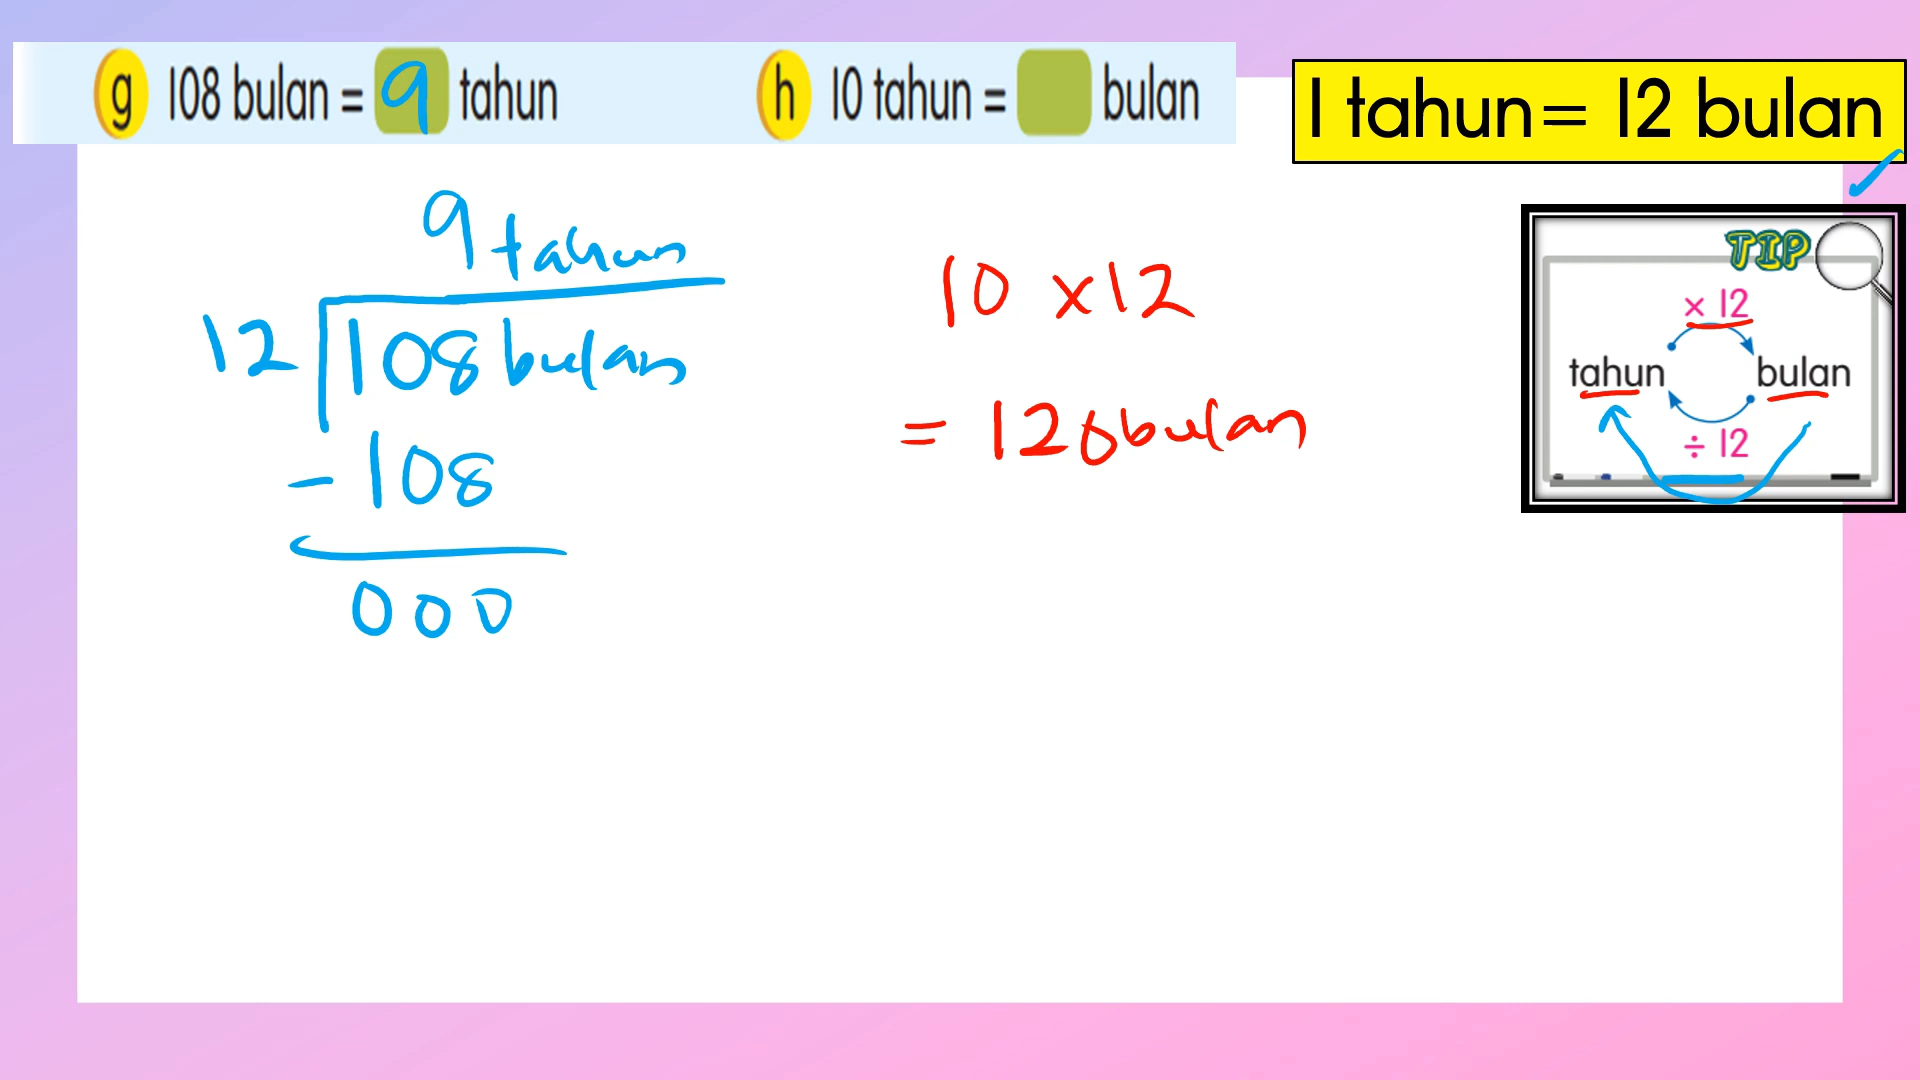 g 108 bulan = 9 tahun
h 10 tahun = bulan
1 tahun= 12 bulan
9 tahun
12 108 bulan
- 108
000
10 x 12
= 120 bulan
TIP
× 12
tahun bulan
÷ 12